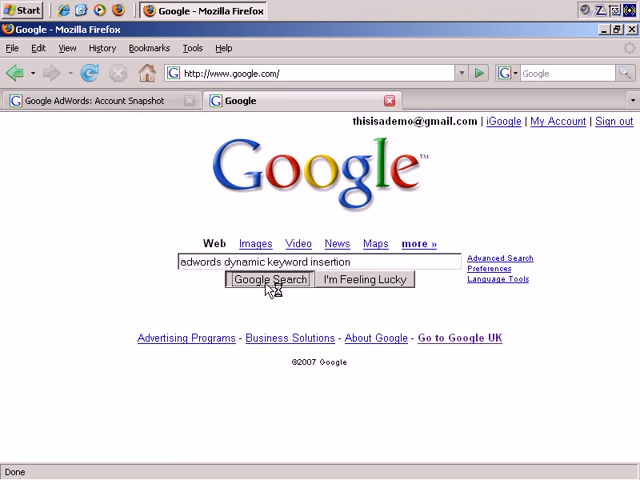 Start
Google - Mozilla Firefox
Google - Mozilla Firefox
File Edit View History Bookmarks Tools Help
http://www.google.com/
Google
Google AdWords: Account Snapshot
Google
thisisademo@gmail.com | iGoogle | My Account | Sign out
Google™
Web Images Video News Maps more »
adwords dynamic keyword insertion
Advanced Search
Preferences
Language Tools
Google Search
I'm Feeling Lucky
Advertising Programs - Business Solutions - About Google - Go to Google UK
©2007 Google
Done